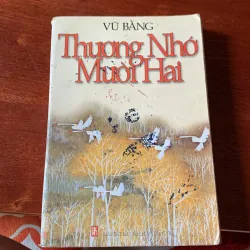 VŨ BẰNG
Thương Nhớ
Mười Hai